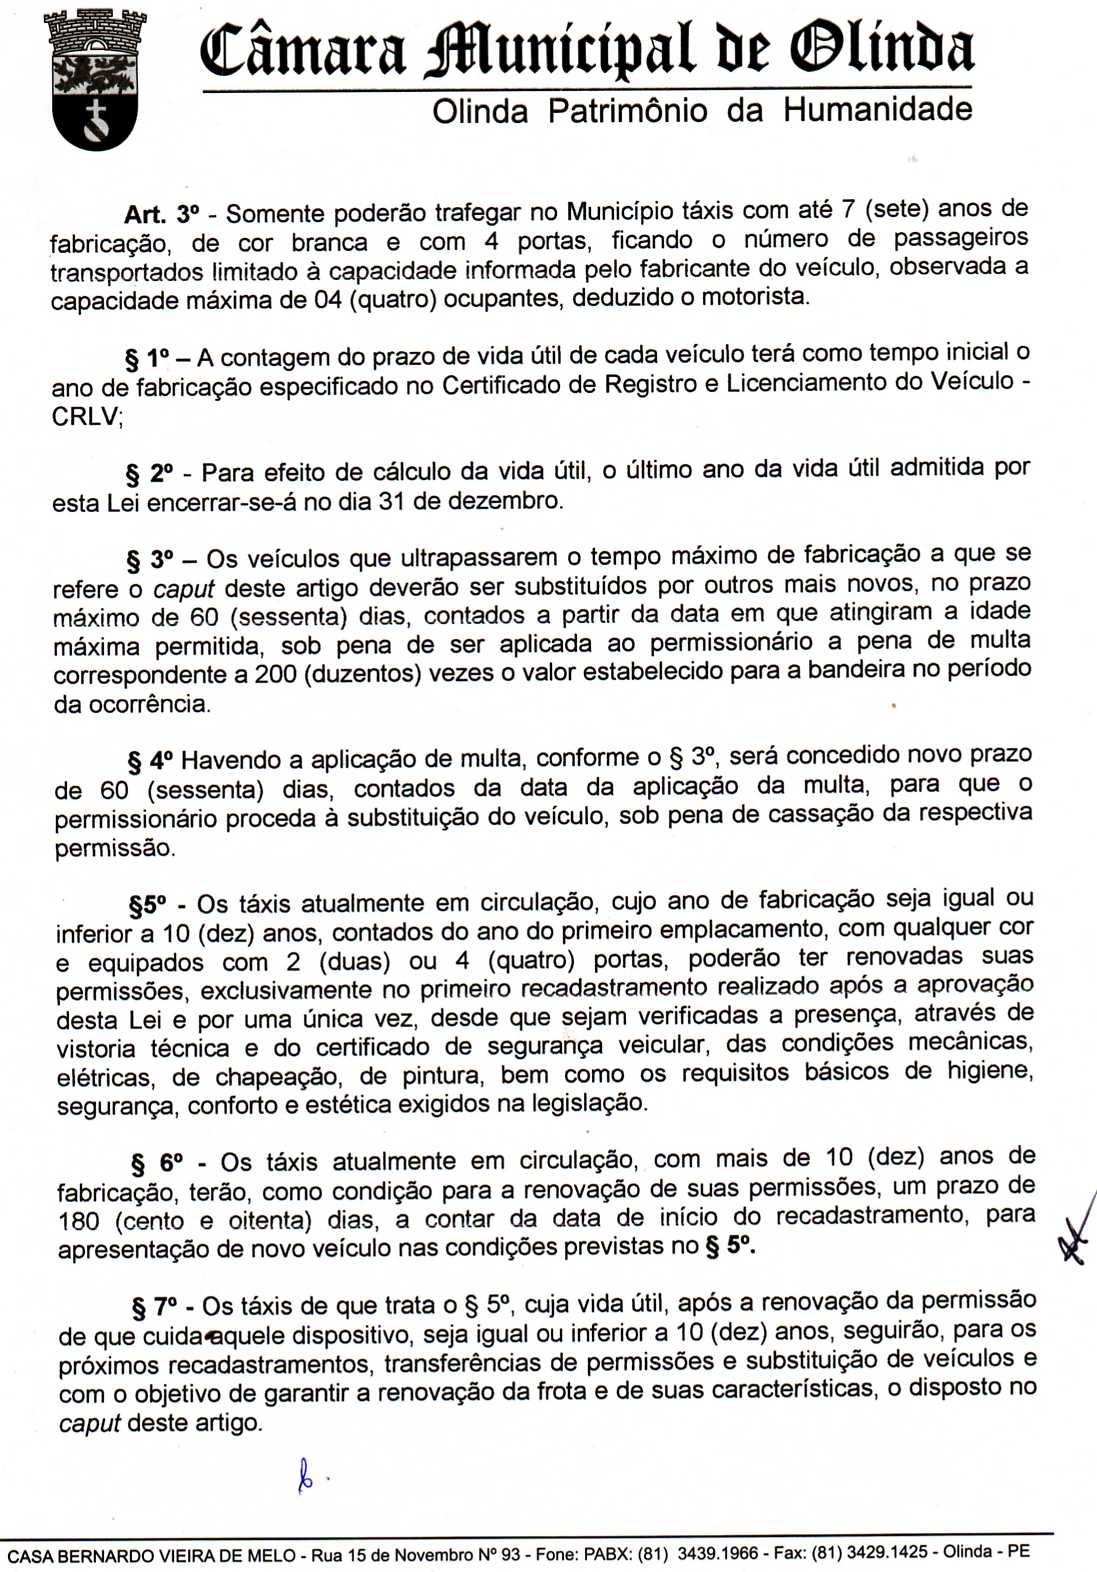 Câmara Municipal de Olinda
Olinda Patrimônio da Humanidade
Art. 3º - Somente poderão trafegar no Município táxis com até 7 (sete) anos de
fabricação, de cor branca e com 4 portas, ficando o número de passageiros
transportados limitado à capacidade informada pelo fabricante do veículo, observada a
capacidade máxima de 04 (quatro) ocupantes, deduzido o motorista.
§ 1º – A contagem do prazo de vida útil de cada veículo terá como tempo inicial o
ano de fabricação especificado no Certificado de Registro e Licenciamento do Veículo -
CRLV;
§ 2º - Para efeito de cálculo da vida útil, o último ano da vida útil admitida por
esta Lei encerrar-se-á no dia 31 de dezembro.
§ 3º – Os veículos que ultrapassarem o tempo máximo de fabricação a que se
refere o caput deste artigo deverão ser substituídos por outros mais novos, no prazo
máximo de 60 (sessenta) dias, contados a partir da data em que atingiram a idade
máxima permitida, sob pena de ser aplicada ao permissionário a pena de multa
correspondente a 200 (duzentos) vezes o valor estabelecido para a bandeira no período
da ocorrência.
§ 4º Havendo a aplicação de multa, conforme o § 3º, será concedido novo prazo
de 60 (sessenta) dias, contados da data da aplicação da multa, para que o
permissionário proceda à substituição do veículo, sob pena de cassação da respectiva
permissão.
§5º - Os táxis atualmente em circulação, cujo ano de fabricação seja igual ou
inferior a 10 (dez) anos, contados do ano do primeiro emplacamento, com qualquer cor
e equipados com 2 (duas) ou 4 (quatro) portas, poderão ter renovadas suas
permissões, exclusivamente no primeiro recadastramento realizado após a aprovação
desta Lei e por uma única vez, desde que sejam verificadas a presença, através de
vistoria técnica e do certificado de segurança veicular, das condições mecânicas,
elétricas, de chapeação, de pintura, bem como os requisitos básicos de higiene,
segurança, conforto e estética exigidos na legislação.
§ 6º - Os táxis atualmente em circulação, com mais de 10 (dez) anos de
fabricação, terão, como condição para a renovação de suas permissões, um prazo de
180 (cento e oitenta) dias, a contar da data de início do recadastramento, para
apresentação de novo veículo nas condições previstas no § 5º.
§ 7º - Os táxis de que trata o § 5º, cuja vida útil, após a renovação da permissão
de que cuida aquele dispositivo, seja igual ou inferior a 10 (dez) anos, seguirão, para os
próximos recadastramentos, transferências de permissões e substituição de veículos e
com o objetivo de garantir a renovação da frota e de suas características, o disposto no
caput deste artigo.
CASA BERNARDO VIEIRA DE MELO - Rua 15 de Novembro Nº 93 - Fone: PABX: (81) 3439.1966 - Fax: (81) 3429.1425 - Olinda - PE